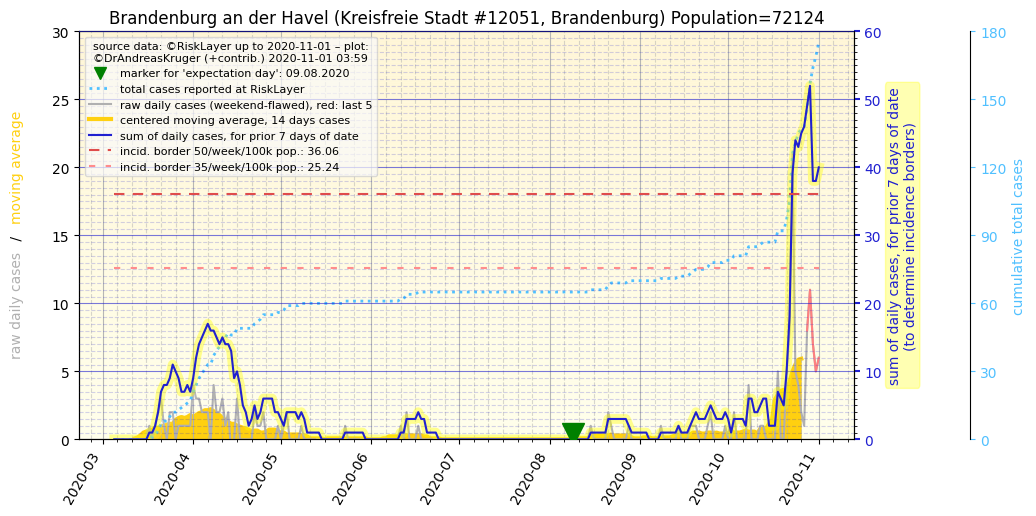 Brandenburg an der Havel (Kreisfreie Stadt #12051, Brandenburg) Population=72124
source data: ©RiskLayer up to 2020-11-01 – plot:
©DrAndreasKruger (+contrib.) 2020-11-01 03:59
marker for 'expectation day': 09.08.2020
total cases reported at RiskLayer
raw daily cases (weekend-flawed), red: last 5
centered moving average, 14 days cases
sum of daily cases, for prior 7 days of date
incid. border 50/week/100k pop.: 36.06
incid. border 35/week/100k pop.: 25.24
raw daily cases / moving average
30
25
20
15
10
5
0
2020-03
2020-04
2020-05
2020-06
2020-07
2020-08
2020-09
2020-10
2020-11
60
50
40
30
20
10
0
sum of daily cases, for prior 7 days of date
(to determine incidence borders)
180
150
120
90
60
30
0
cumulative total cases